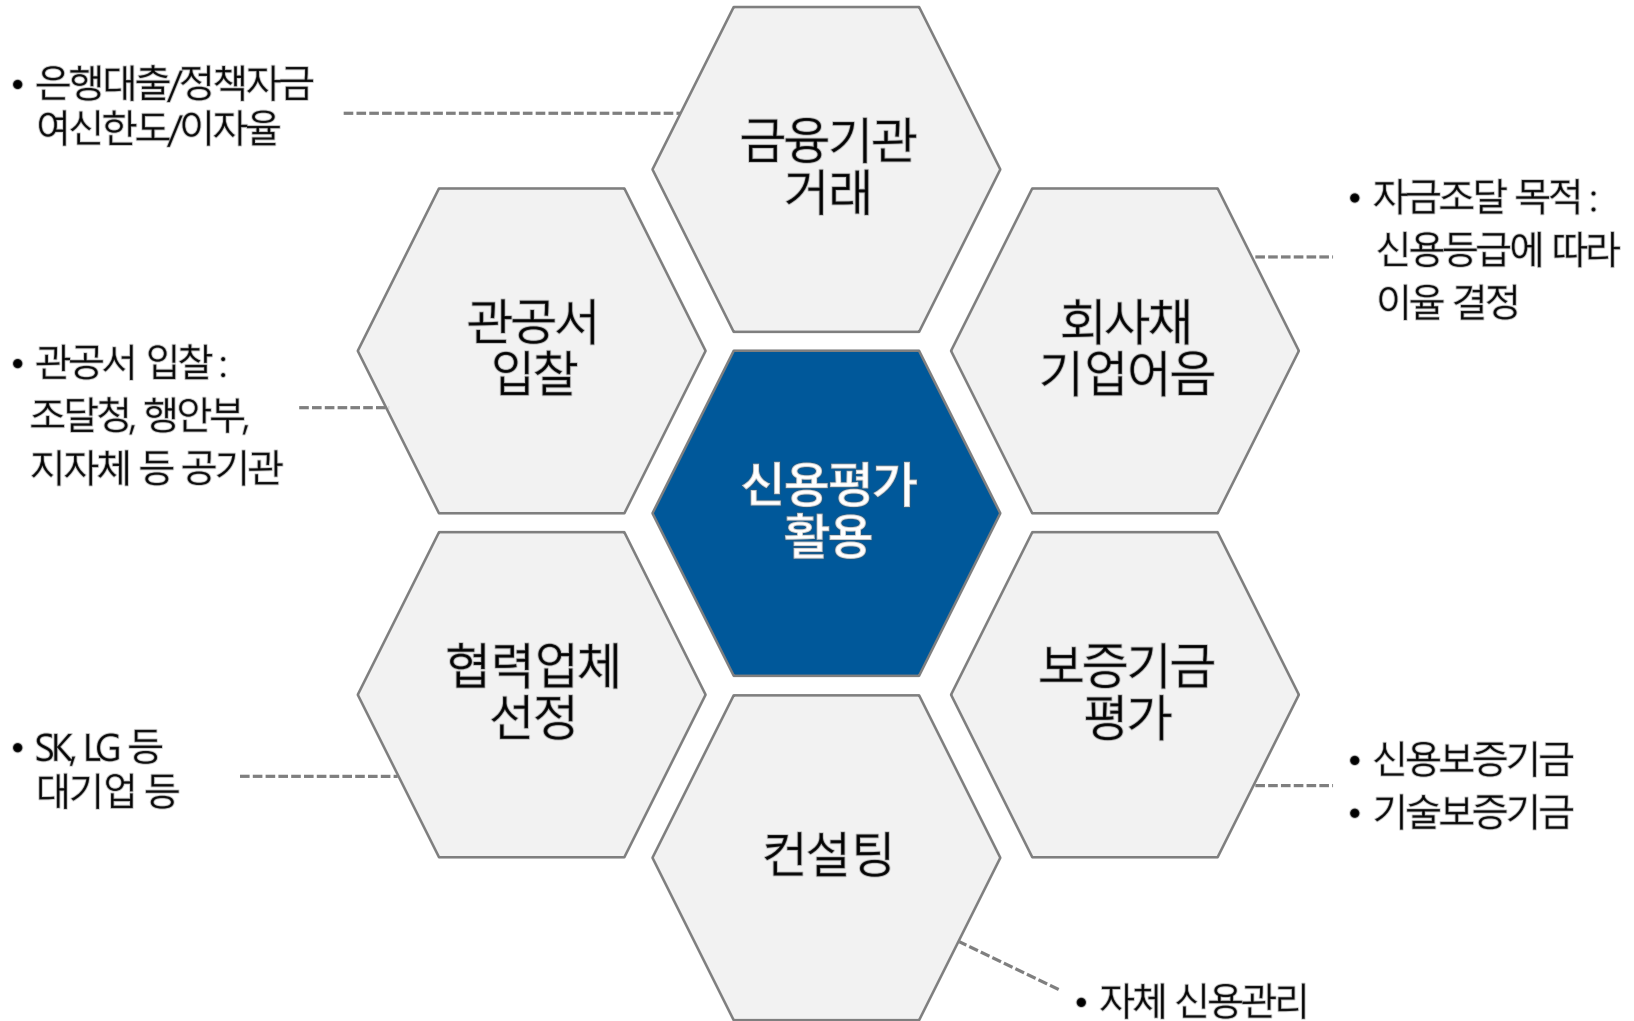 • 은행대출/정책자금
여신한도/이자율
금융기관
거래
• 자금조달 목적 :
신용등급에 따라
이율 결정
회사채
기업어음
관공서
입찰
• 관공서 입찰 :
조달청, 행안부,
지자체 등 공기관
신용평가
활용
협력업체
선정
• SK, LG 등
대기업 등
보증기금
평가
• 신용보증기금
• 기술보증기금
컨설팅
• 자체 신용관리